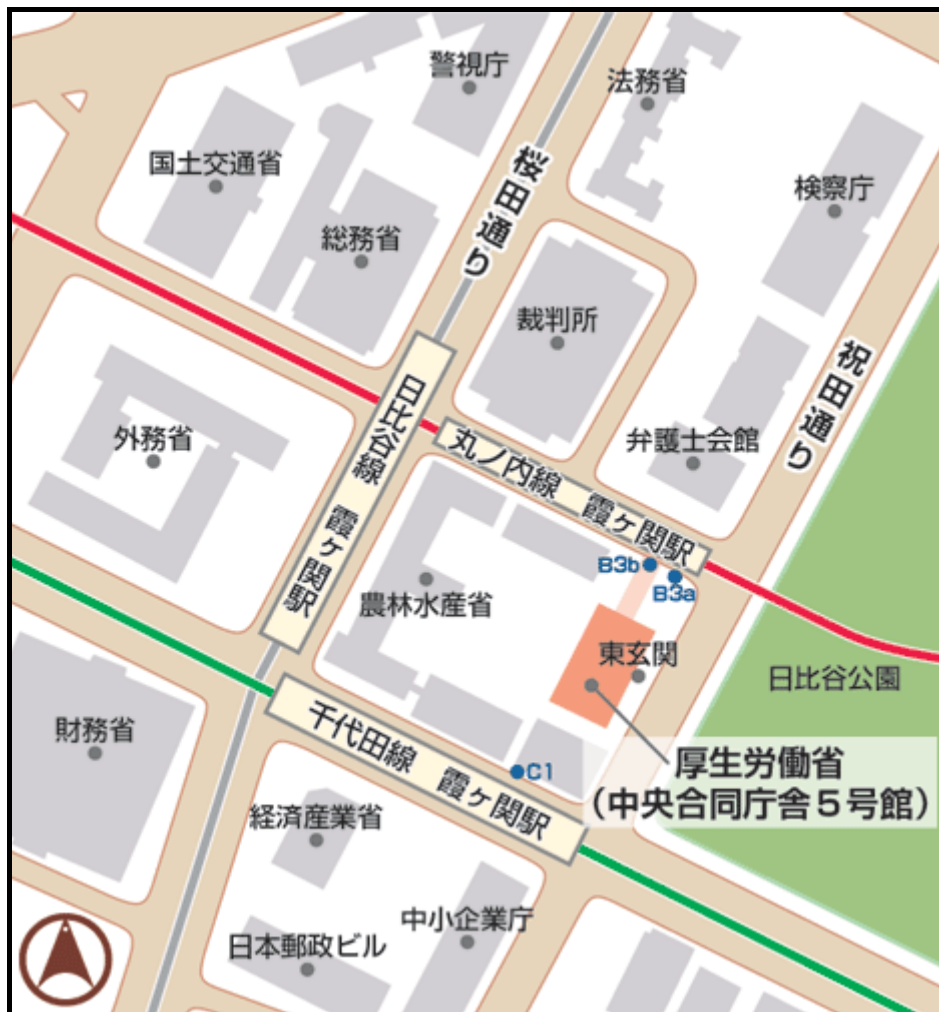 警視庁
法務省
国土交通省
検察庁
桜田通り
総務省
裁判所
祝田通り
日比谷線 霞ヶ関駅
外務省
丸ノ内線 霞ヶ関駅
弁護士会館
B3b
B3a
農林水産省
東玄関
日比谷公園
千代田線 霞ヶ関駅
財務省
厚生労働省
(中央合同庁舎5号館)
C1
経済産業省
中小企業庁
日本郵政ビル